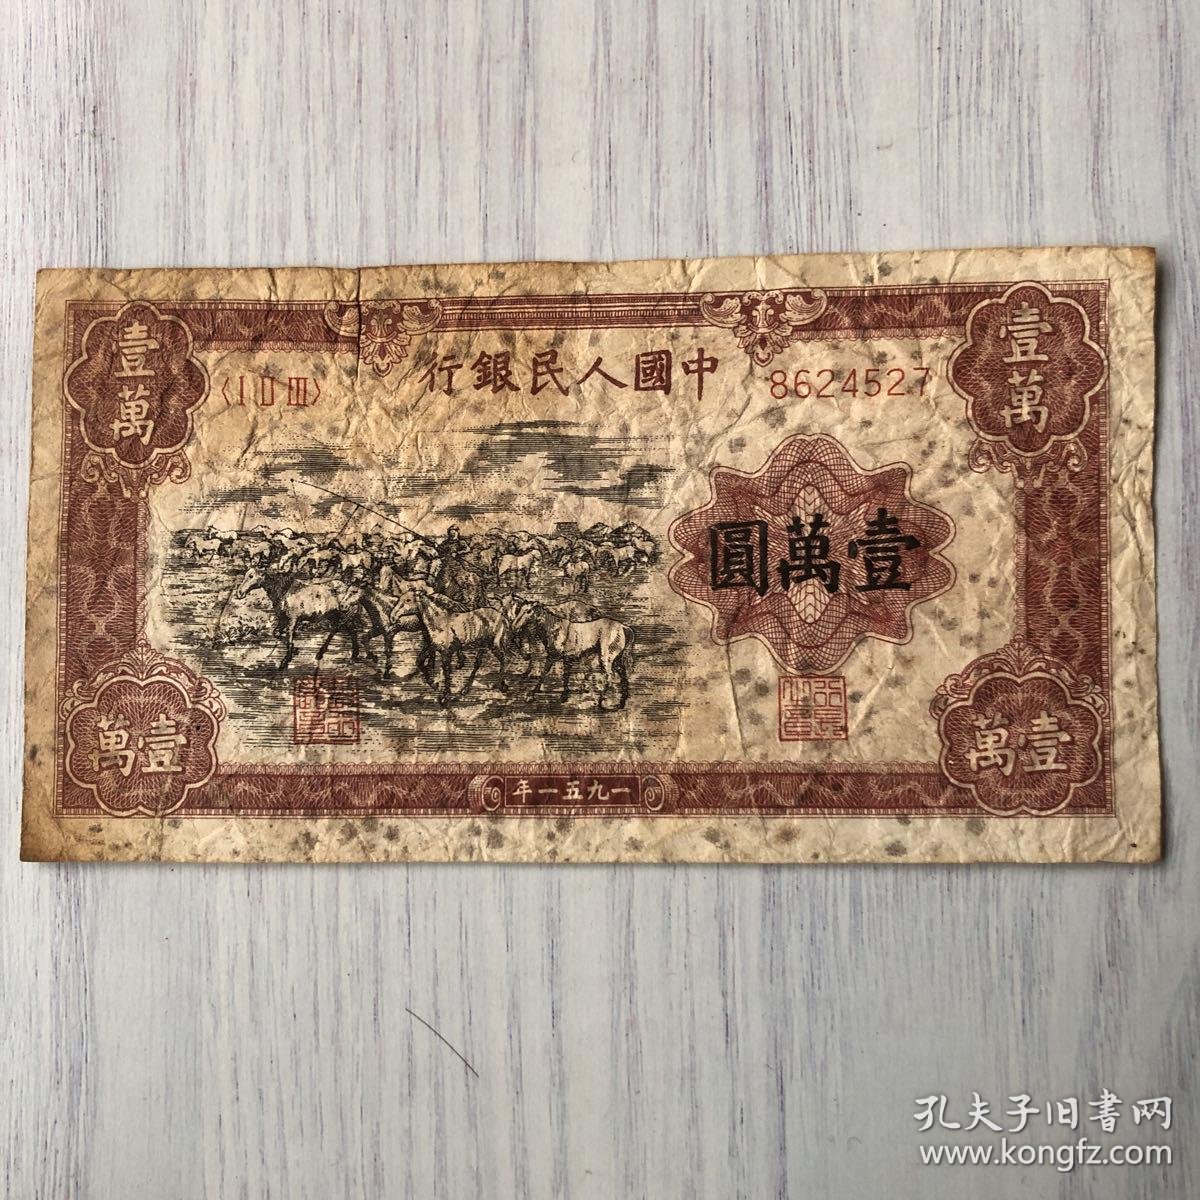 中國人民銀行
〈I II III〉
8624527
壹萬
壹萬
壹萬圓
壹萬
壹萬
一九五一年
孔夫子旧書网
www.kongfz.com